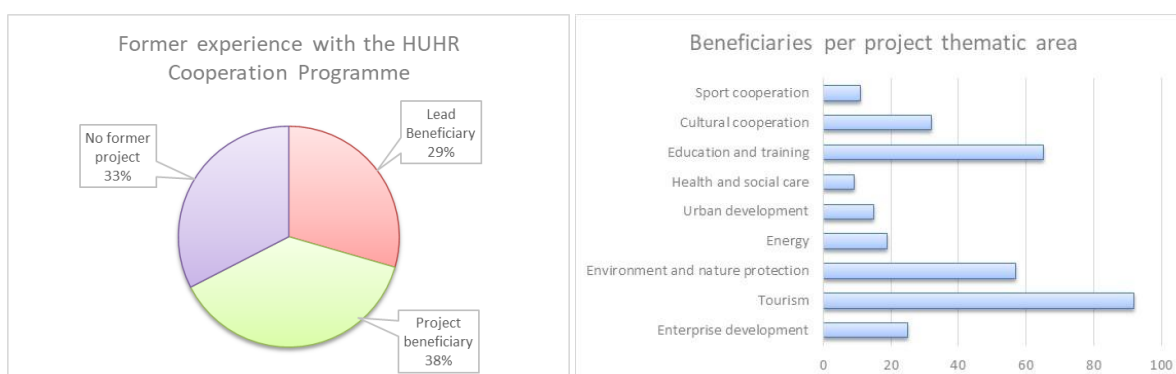 Former experience with the HUHR
Cooperation Programme
Lead
Beneficiary
29%
No former
project
33%
Project
beneficiary
38%
Beneficiaries per project thematic area
Sport cooperation
Cultural cooperation
Education and training
Health and social care
Urban development
Energy
Environment and nature protection
Tourism
Enterprise development
0 20 40 60 80 100